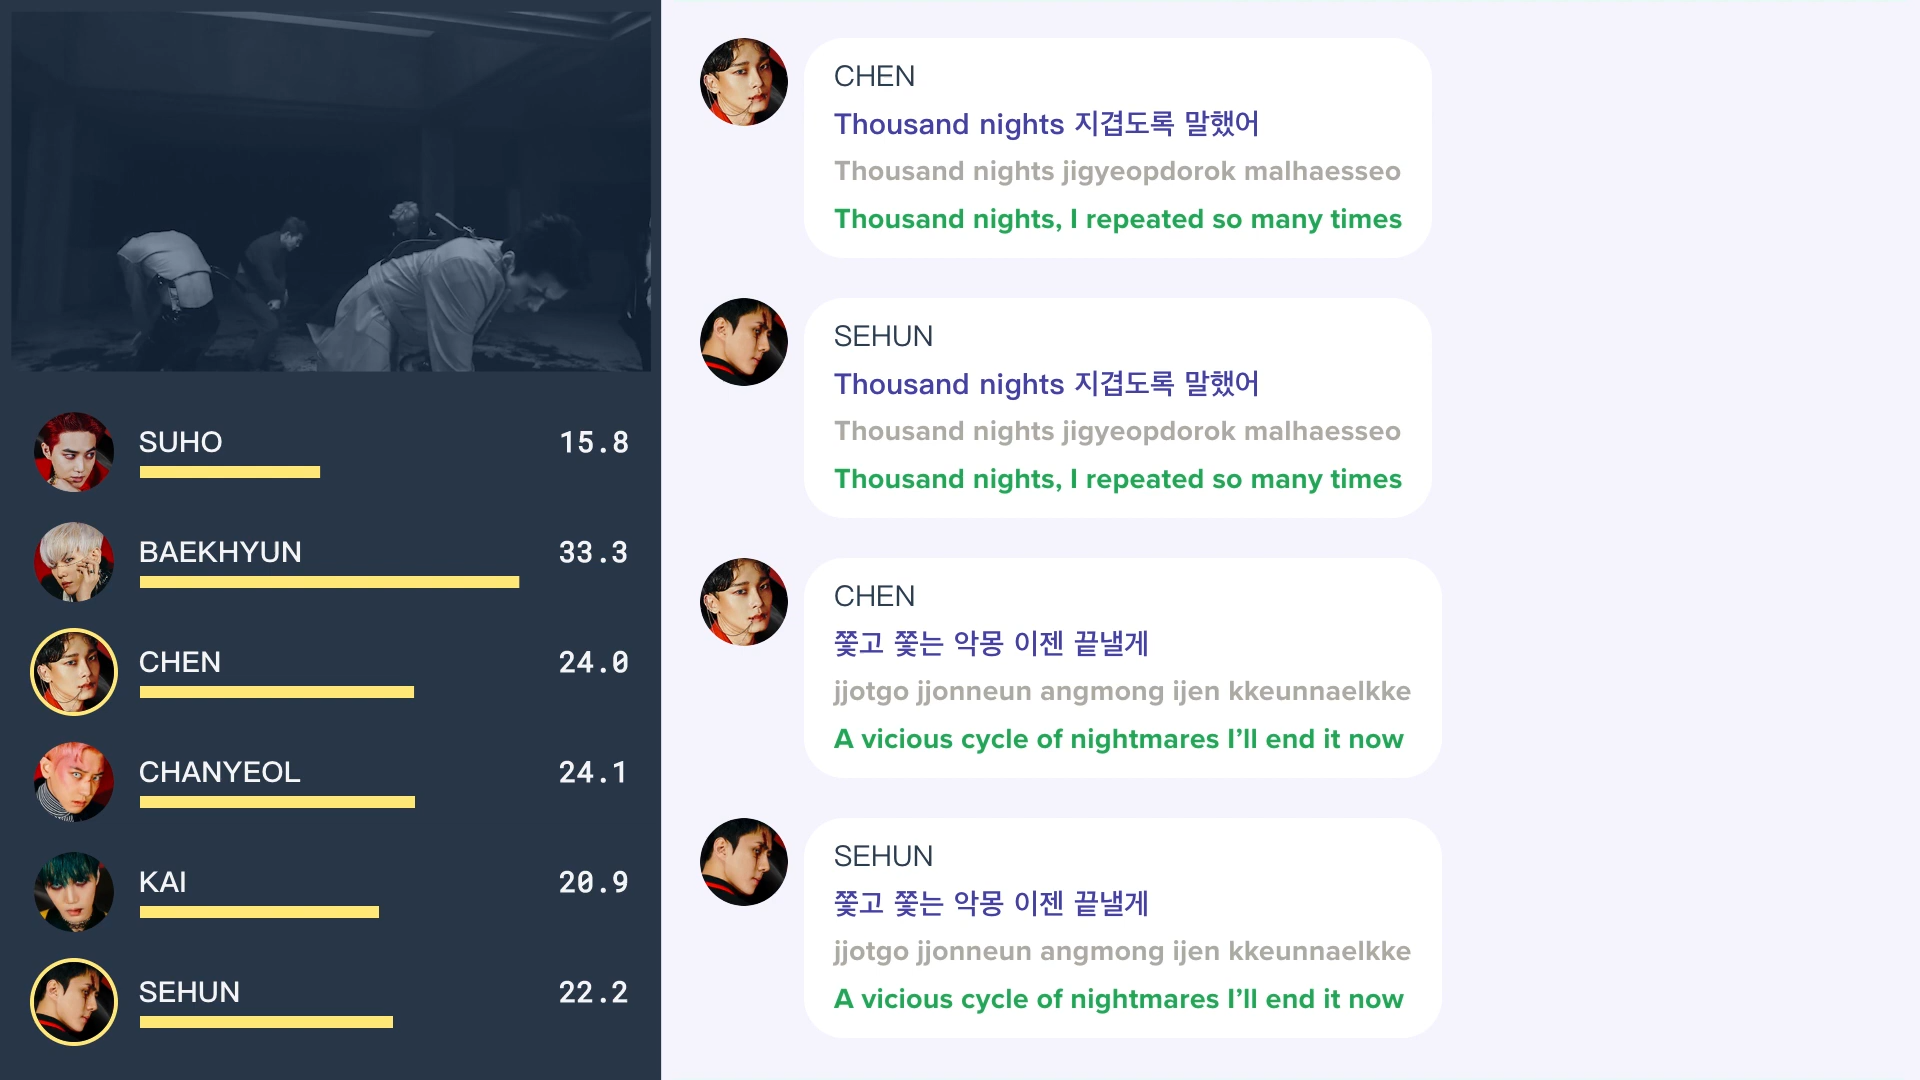 SUHO 15.8
BAEKHYUN 33.3
CHEN 24.0
CHANYEOL 24.1
KAI 20.9
SEHUN 22.2
CHEN
Thousand nights 지겹도록 말했어
Thousand nights jigyeopdorok malhaesseo
Thousand nights, I repeated so many times
SEHUN
Thousand nights 지겹도록 말했어
Thousand nights jigyeopdorok malhaesseo
Thousand nights, I repeated so many times
CHEN
쫓고 쫓는 악몽 이젠 끝낼게
jjotgo jjonneun angmong ijen kkeunnaelkke
A vicious cycle of nightmares I’ll end it now
SEHUN
쫓고 쫓는 악몽 이젠 끝낼게
jjotgo jjonneun angmong ijen kkeunnaelkke
A vicious cycle of nightmares I’ll end it now